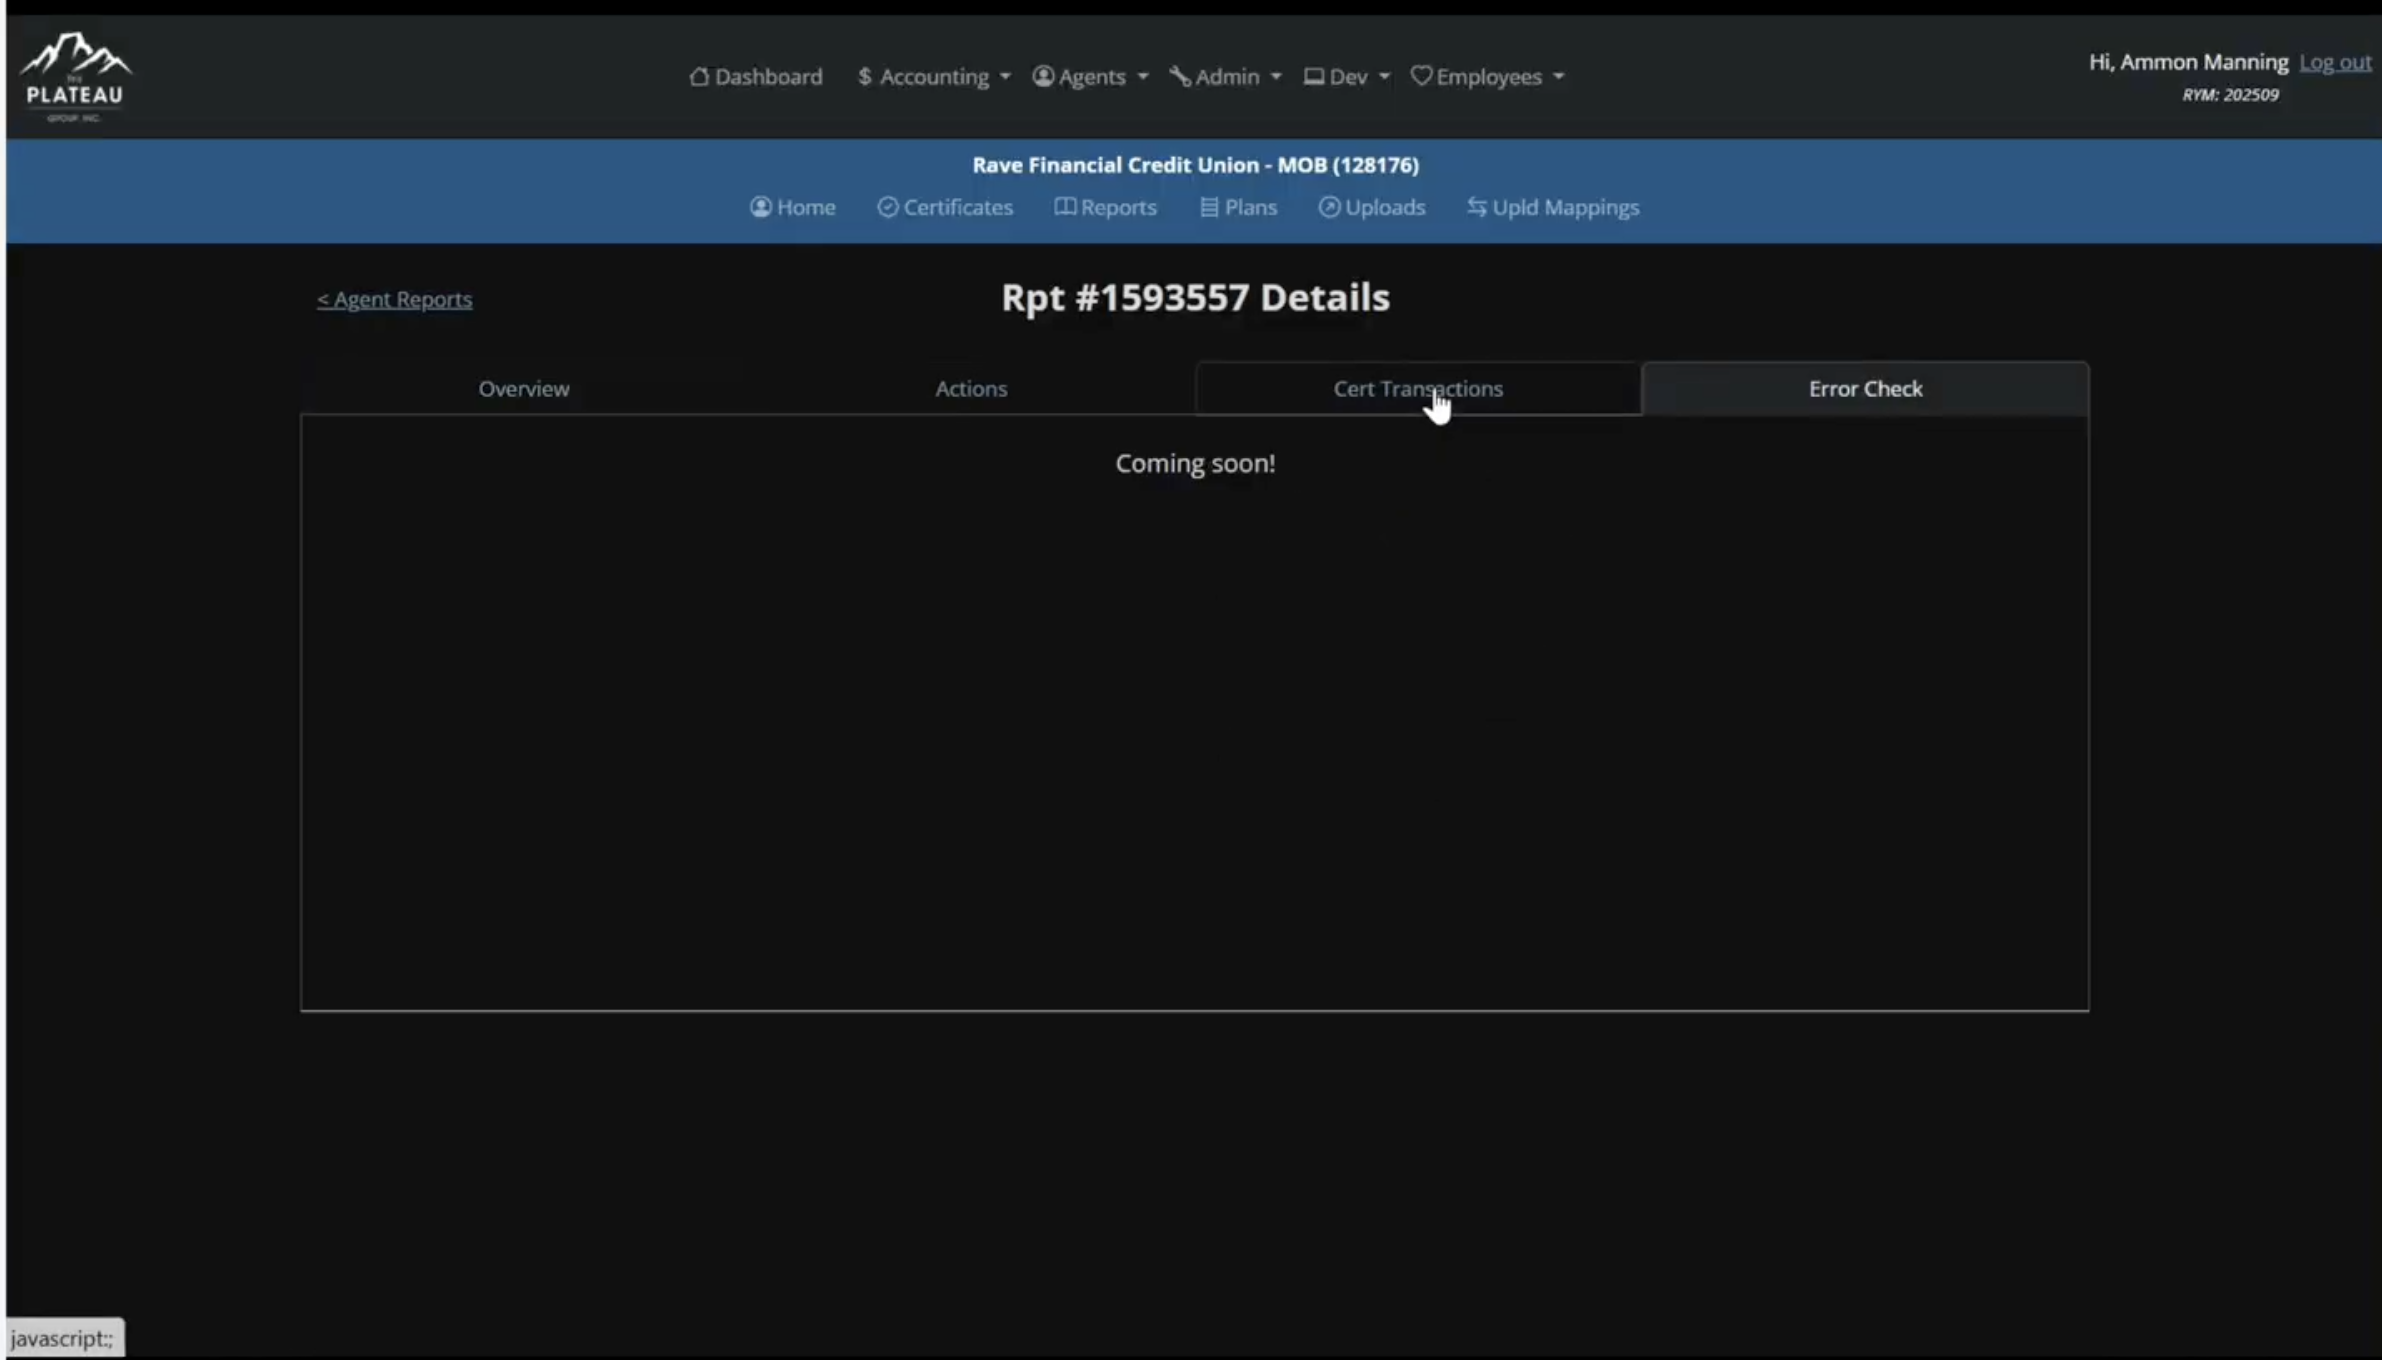 The
PLATEAU
GROUP, INC.
Dashboard
$ Accounting
Agents
Admin
Dev
Employees
Hi, Ammon Manning Log out
RYM: 202509
Rave Financial Credit Union - MOB (128176)
Home
Certificates
Reports
Plans
Uploads
Upld Mappings
< Agent Reports
Rpt #1593557 Details
Overview
Actions
Cert Transactions
Error Check
Coming soon!
javascript:;